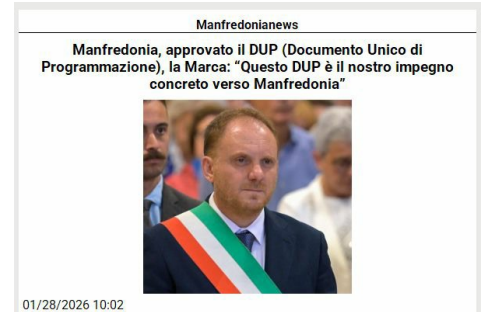 Manfredonianews
Manfredonia, approvato il DUP (Documento Unico di
Programmazione), la Marca: “Questo DUP è il nostro impegno
concreto verso Manfredonia”
01/28/2026 10:02